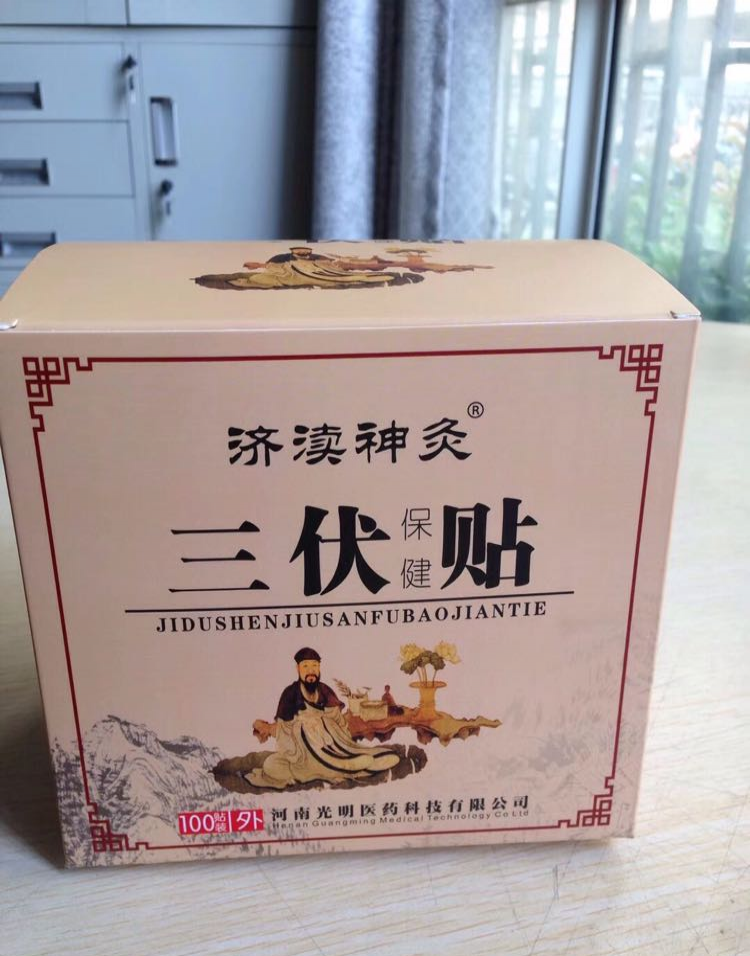 济渎神灸®
三伏保健贴
JIDUSHENJIUSANFUBAOJIANTIE
100贴装 外 河南光明医药科技有限公司
Henan Guangming Medical Technology Co Ltd